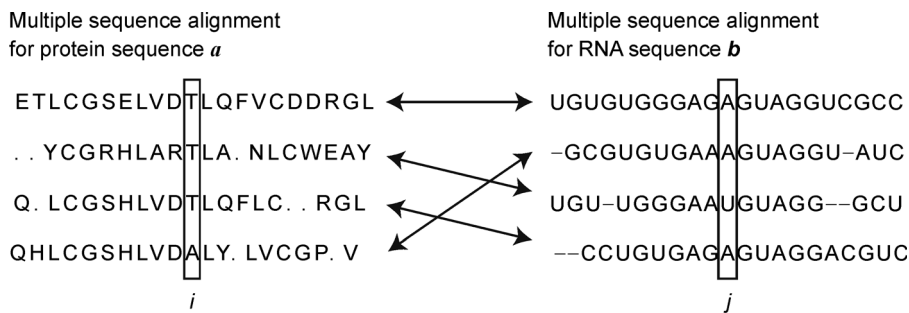 Multiple sequence alignment
for protein sequence a
Multiple sequence alignment
for RNA sequence b
ETLCGSELVDTLQFVCDDRGL
UGUGUGGGAGAGUAGGUCGCC
. . YCGRHLARTLA. NLCWEAY
–GCGUGUGAAAGUAGGU–AUC
Q. LCGSHLVDTLQFLC. . RGL
UGU–UGGGAAUGUAGG––GCU
QHLCGSHLVDALY. LVCGP. V
––CCUGUGAGAGUAGGACGUC
i
j